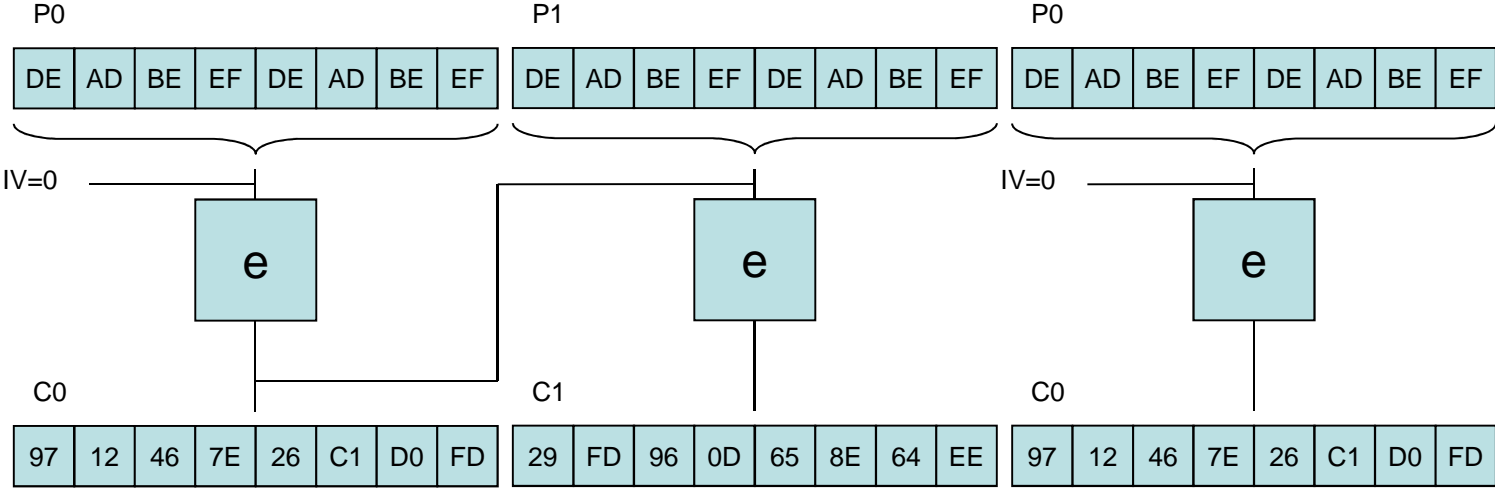 P0 P1 P0
DE AD BE EF DE AD BE EF DE AD BE EF DE AD BE EF DE AD BE EF DE AD BE EF
IV=0 IV=0
e e e
C0 C1 C0
97 12 46 7E 26 C1 D0 FD 29 FD 96 0D 65 8E 64 EE 97 12 46 7E 26 C1 D0 FD